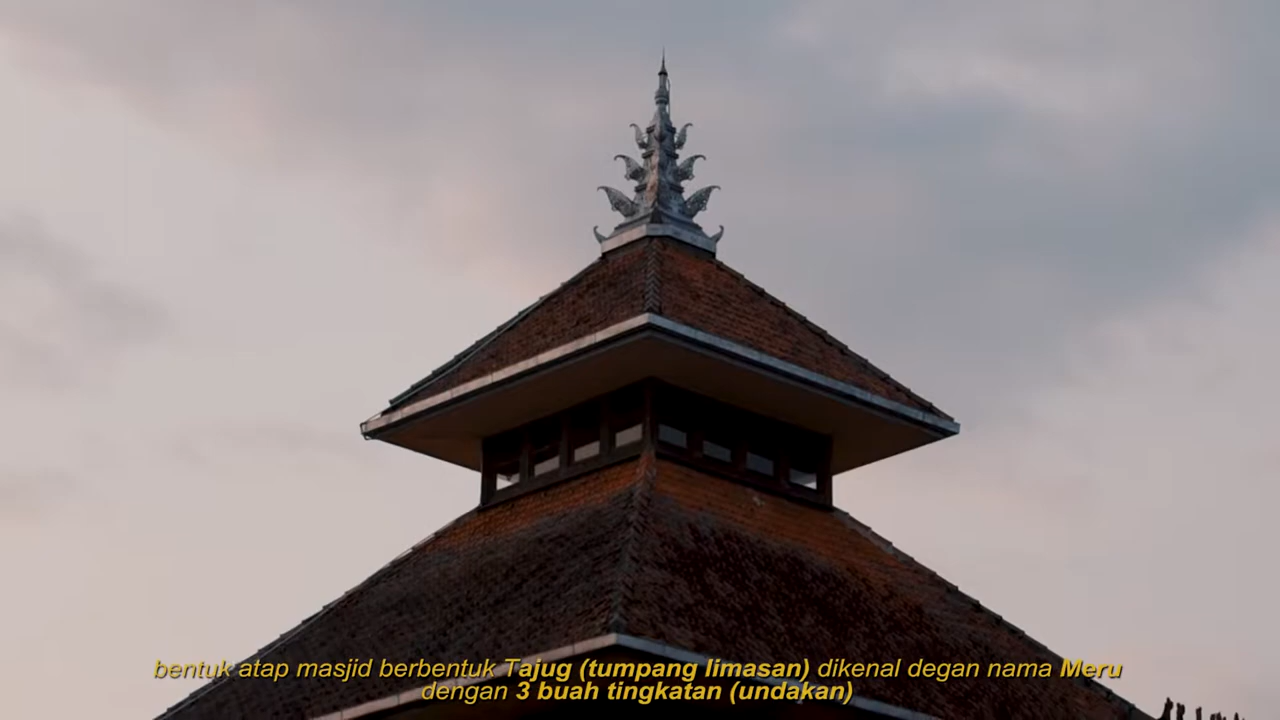 bentuk atap masjid berbentuk Tajug (tumpang limasan) dikenal degan nama Meru
dengan 3 buah tingkatan (undakan)